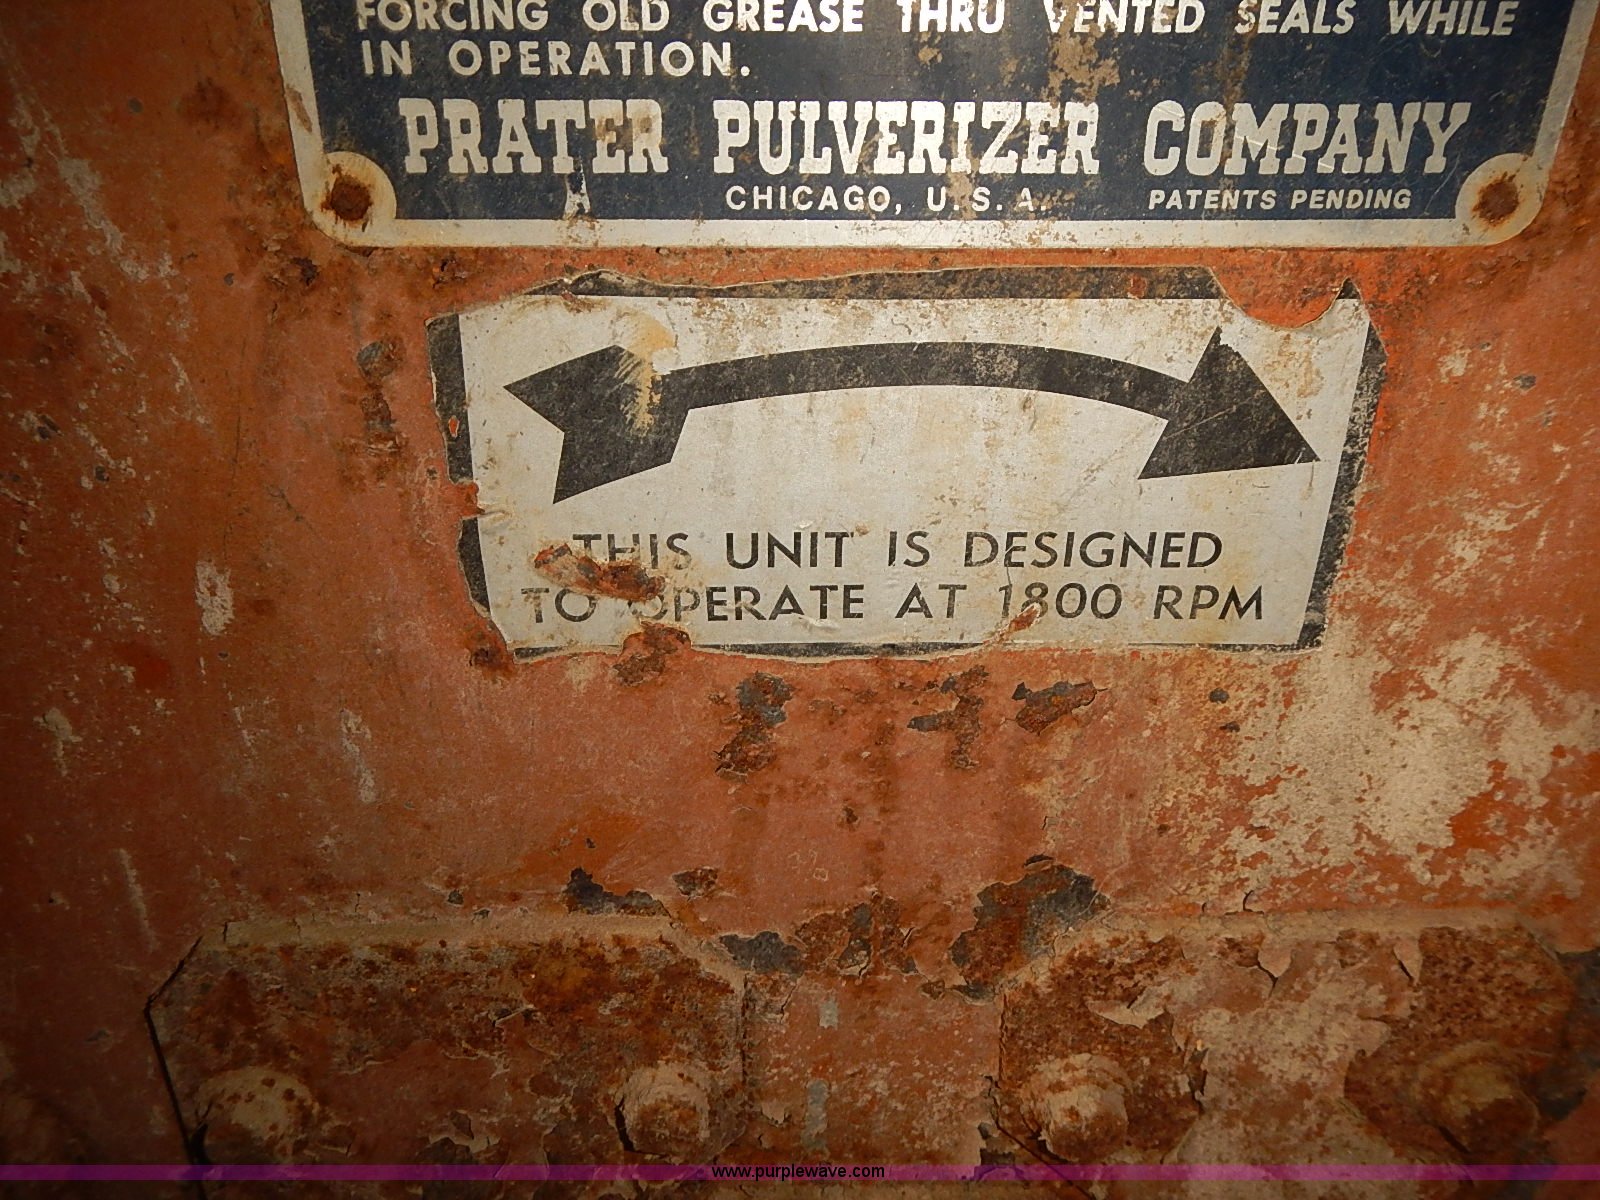 FORCING OLD GREASE THRU VENTED SEALS WHILE
IN OPERATION.
PRATER PULVERIZER COMPANY
CHICAGO, U.S.A. PATENTS PENDING
THIS UNIT IS DESIGNED
TO OPERATE AT 1800 RPM
www.purplewave.com